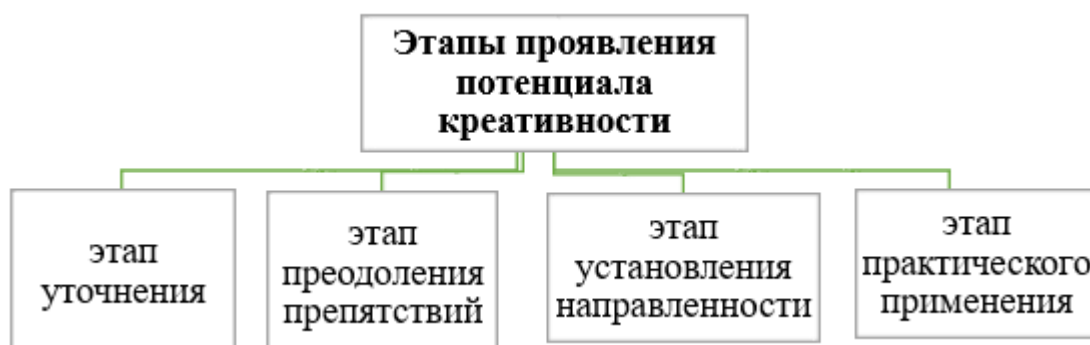 Этапы проявления
потенциала
креативности
этап
уточнения
этап
преодоления
препятствий
этап
установления
направленности
этап
практического
применения